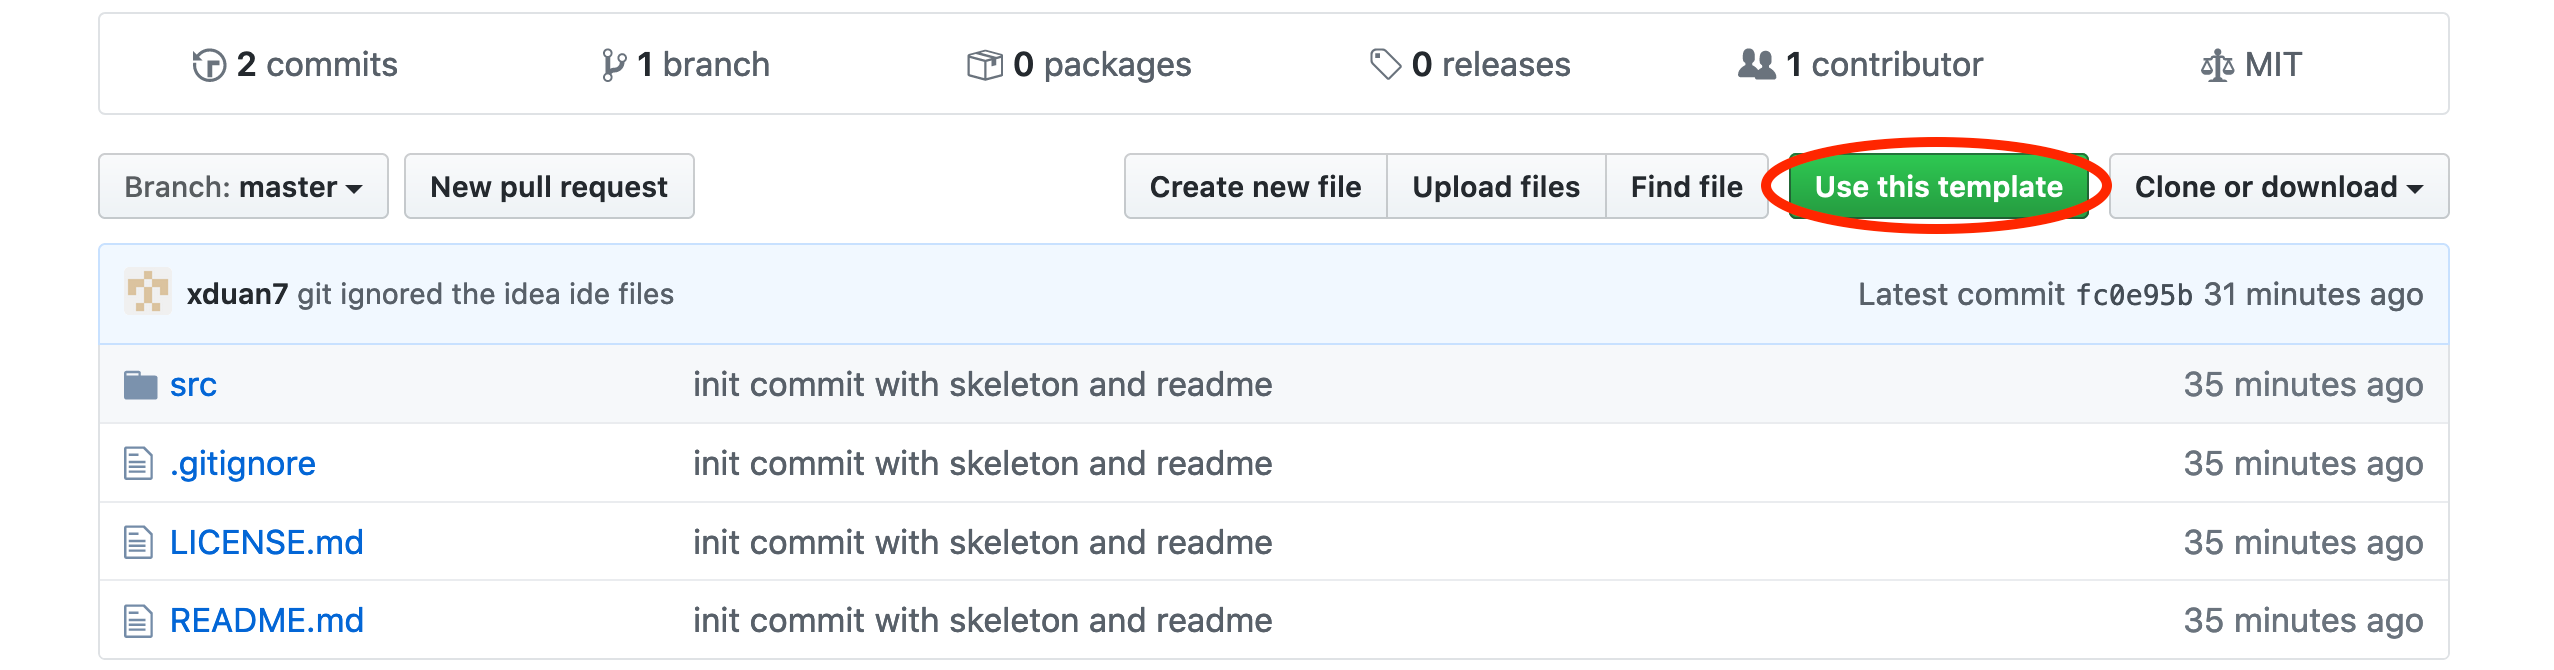 2 commits 1 branch 0 packages 0 releases 1 contributor MIT
Branch: master New pull request Create new file Upload files Find file Use this template Clone or download
xduan7 git ignored the idea ide files Latest commit fc0e95b 31 minutes ago
src init commit with skeleton and readme 35 minutes ago
.gitignore init commit with skeleton and readme 35 minutes ago
LICENSE.md init commit with skeleton and readme 35 minutes ago
README.md init commit with skeleton and readme 35 minutes ago